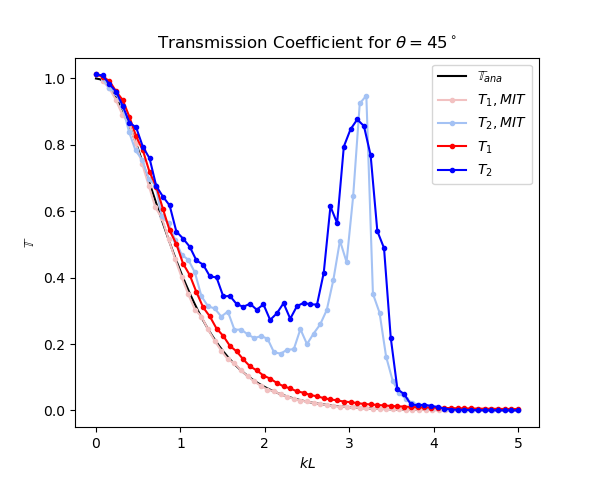 Transmission Coefficient for θ = 45°
𝕋
1.0
0.8
0.6
0.4
0.2
0.0
0 1 2 3 4 5
kL
𝕋ana
T1, MIT
T2, MIT
T1
T2